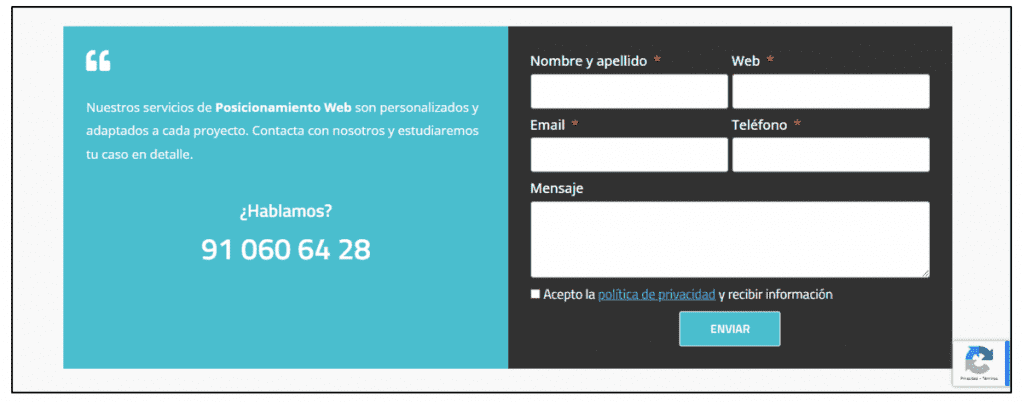 Nuestros servicios de Posicionamiento Web son personalizados y
adaptados a cada proyecto. Contacta con nosotros y estudiaremos
tu caso en detalle.
¿Hablamos?
91 060 64 28
Nombre y apellido *
Web *
Email *
Teléfono *
Mensaje
Acepto la política de privacidad y recibir información
ENVIAR
Privacidad - Términos